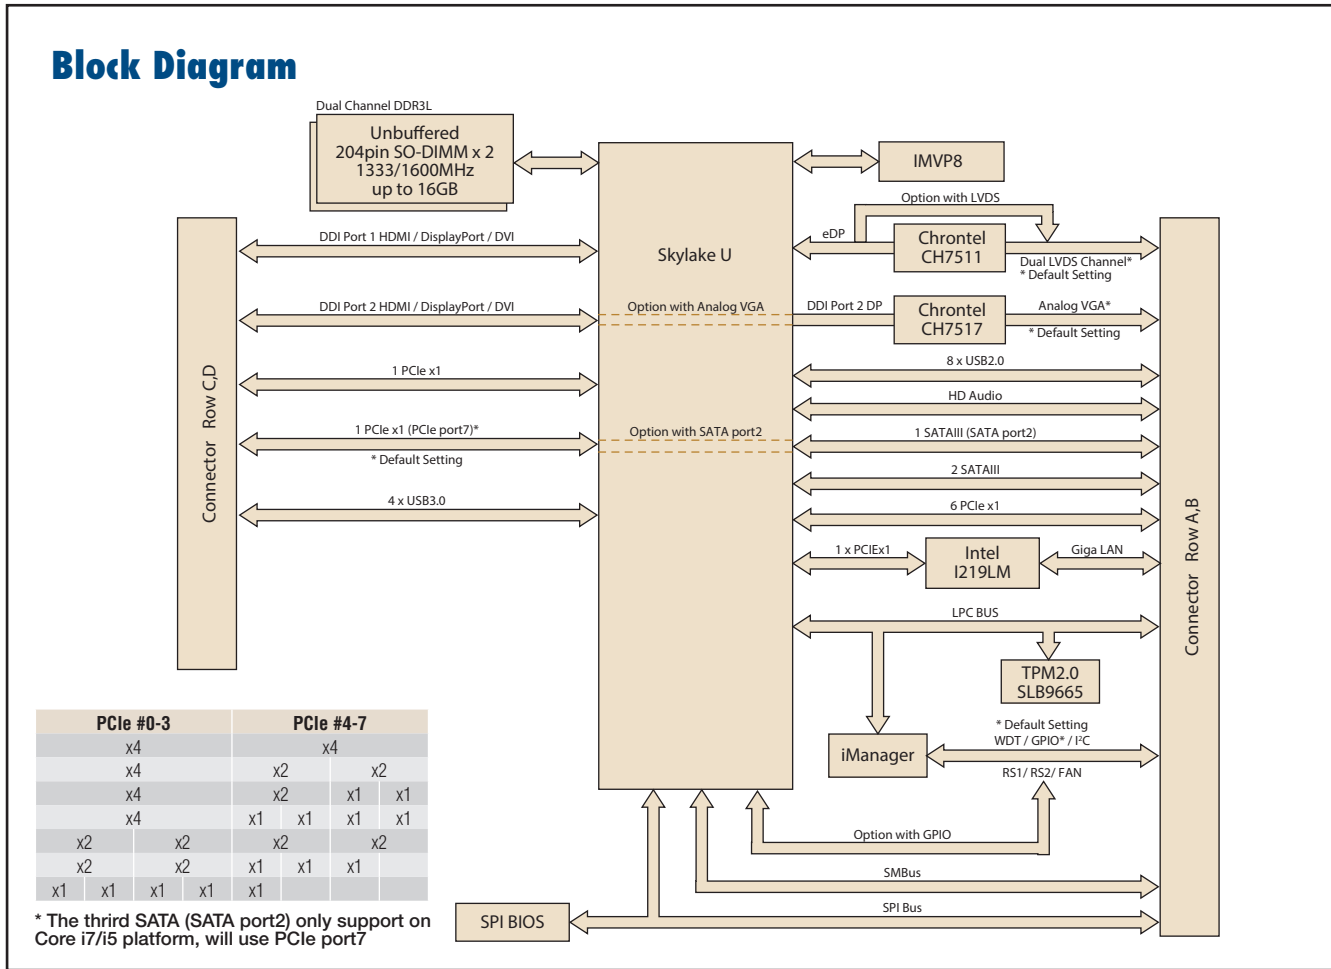 Block Diagram
Dual Channel DDR3L
Unbuffered
204pin SO-DIMM x 2
1333/1600MHz
up to 16GB
IMVP8
Option with LVDS
eDP
Chrontel
CH7511
Dual LVDS Channel*
* Default Setting
Skylake U
DDI Port 1 HDMI / DisplayPort / DVI
DDI Port 2 HDMI / DisplayPort / DVI
Option with Analog VGA
DDI Port 2 DP
Chrontel
CH7517
Analog VGA*
* Default Setting
1 PCIe x1
8 x USB2.0
HD Audio
1 PCIe x1 (PCIe port7)*
* Default Setting
Option with SATA port2
1 SATAIII (SATA port2)
2 SATAIII
4 x USB3.0
6 PCIe x1
Connector Row C,D
Connector Row A,B
1 x PCIEx1
Intel
I219LM
Giga LAN
LPC BUS
TPM2.0
SLB9665
iManager
* Default Setting
WDT / GPIO* / I²C
RS1/ RS2/ FAN
Option with GPIO
SMBus
SPI Bus
SPI BIOS
PCIe #0-3 PCIe #4-7
x4 x4
x4 x2 x2
x4 x2 x1 x1
x4 x1 x1 x1 x1
x2 x2 x2 x2
x2 x2 x1 x1 x1
x1 x1 x1 x1 x1
* The thrird SATA (SATA port2) only support on
Core i7/i5 platform, will use PCIe port7